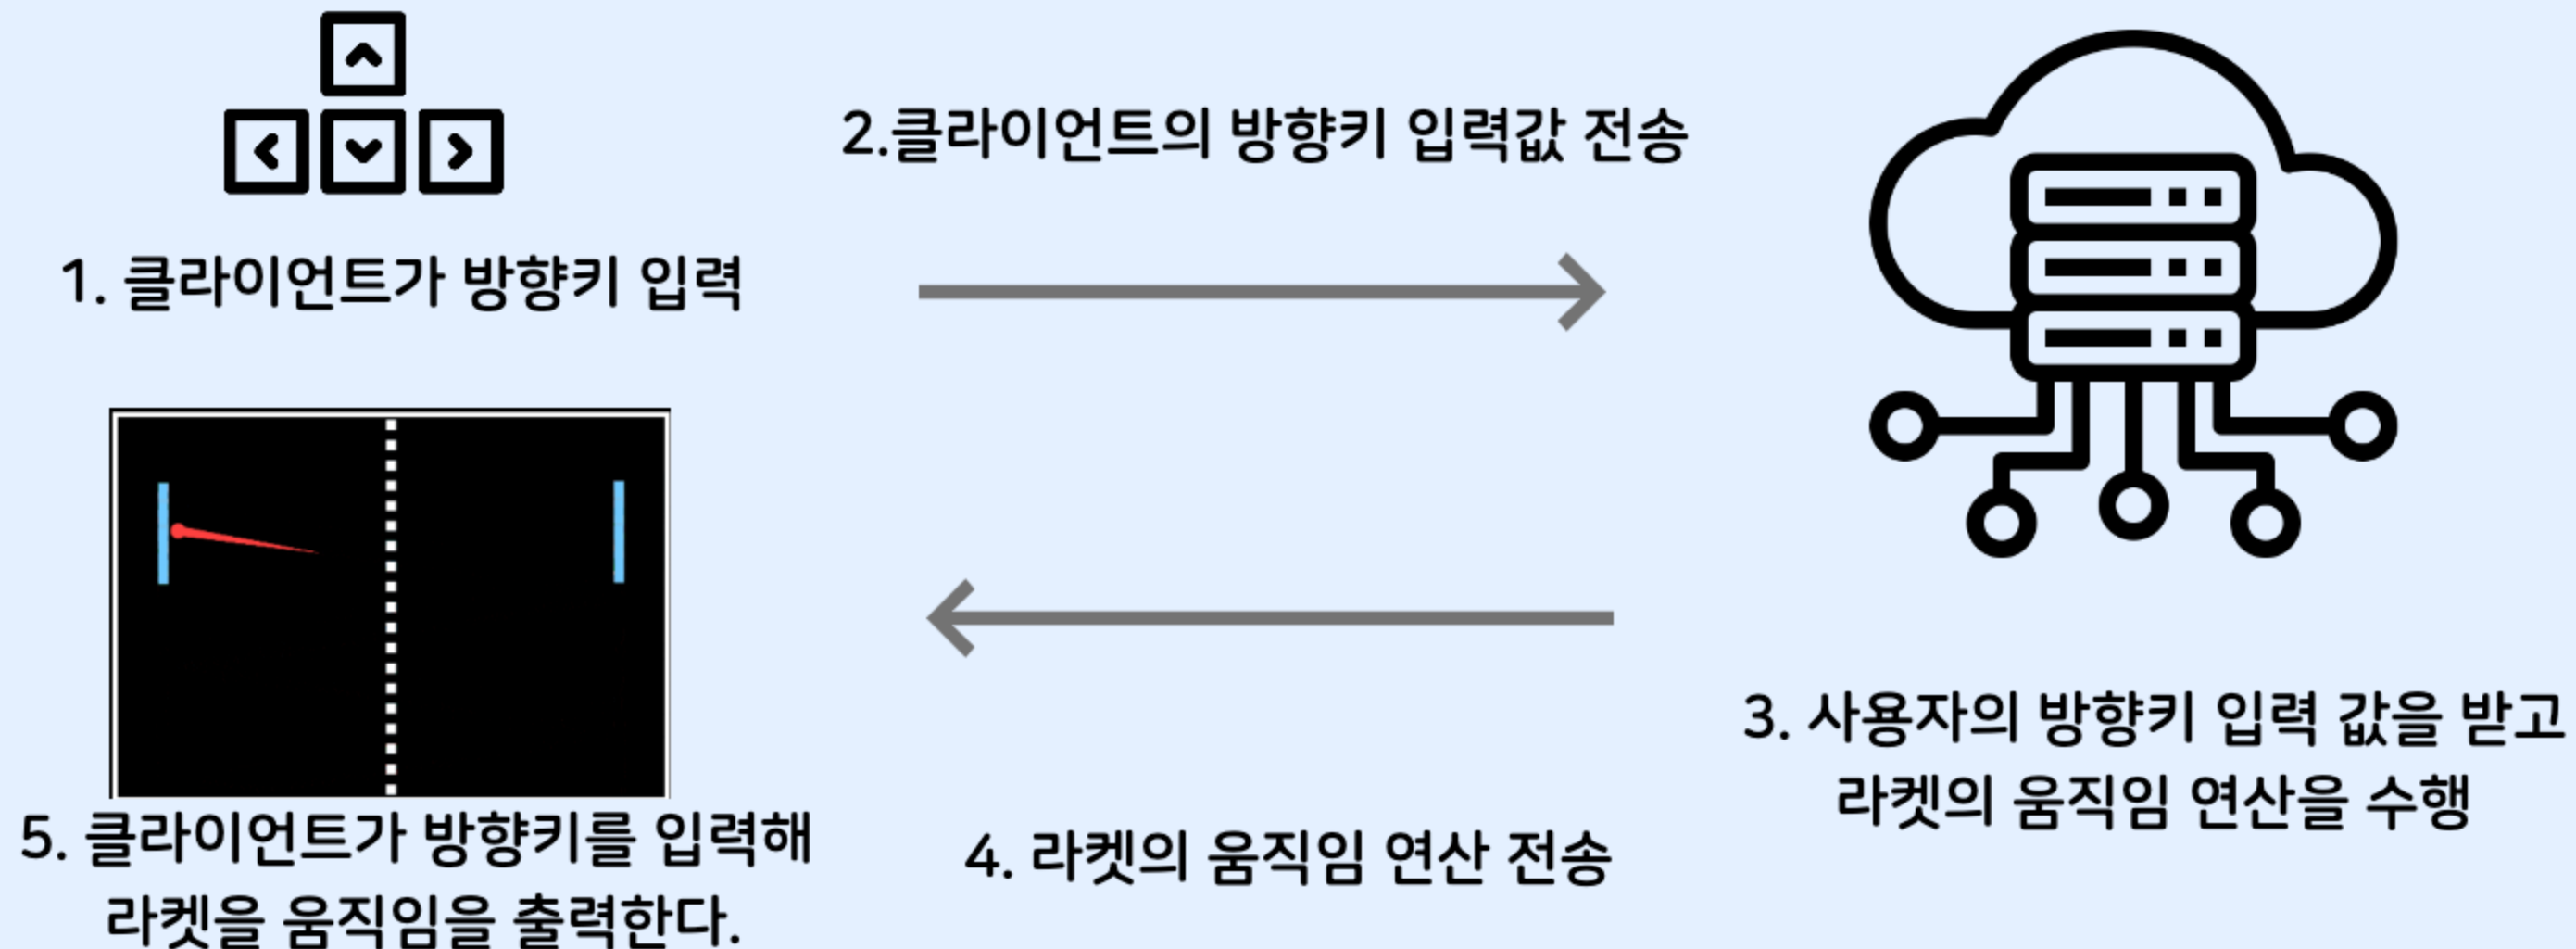 1. 클라이언트가 방향키 입력
2.클라이언트의 방향키 입력값 전송
3. 사용자의 방향키 입력 값을 받고
라켓의 움직임 연산을 수행
4. 라켓의 움직임 연산 전송
5. 클라이언트가 방향키를 입력해
라켓을 움직임을 출력한다.